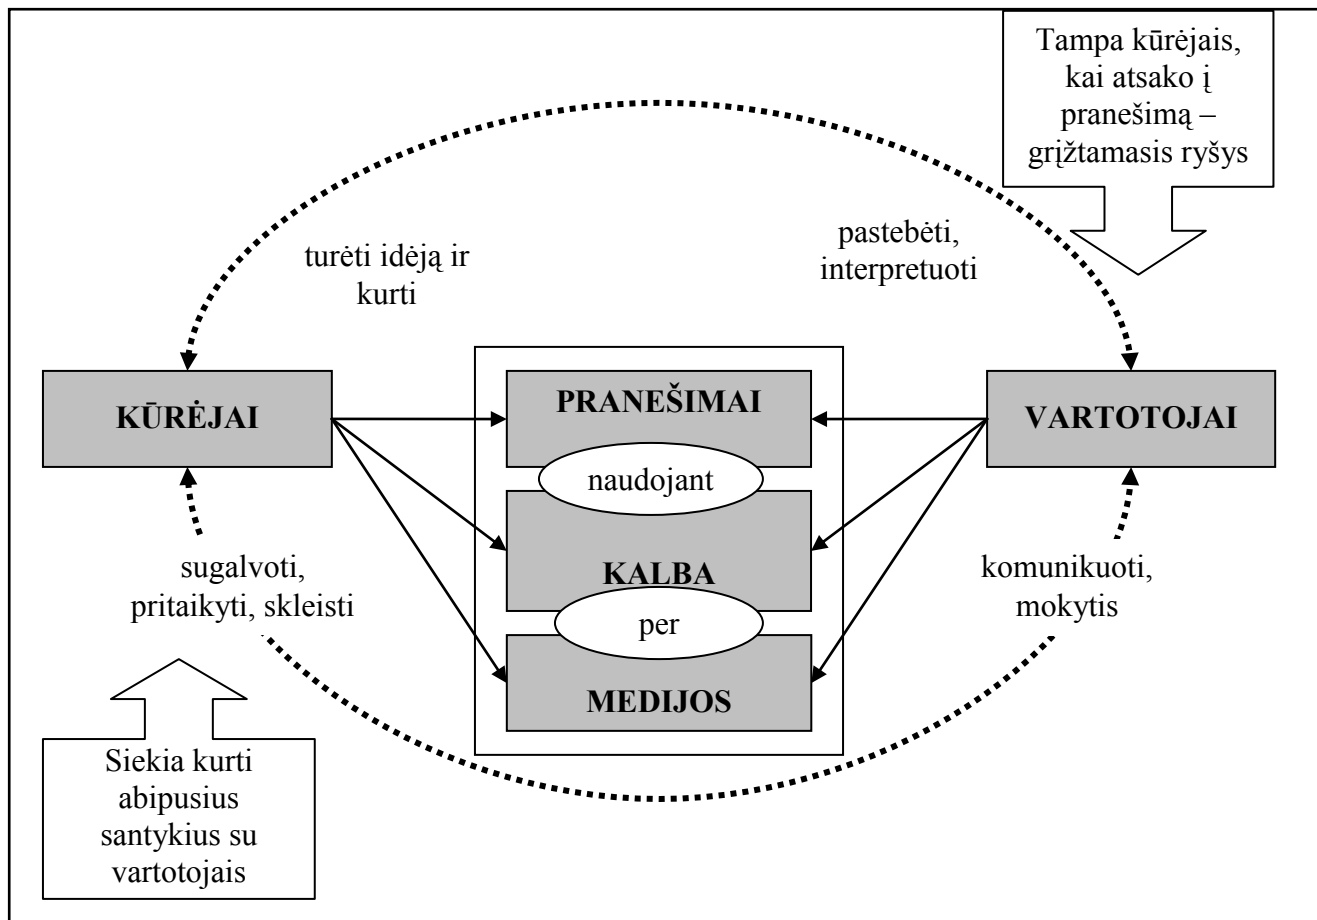 Tampa kūrėjais,
kai atsako į
pranešimą –
grįžtamasis ryšys
turėti idėją ir
kurti
pastebėti,
interpretuoti
KŪRĖJAI
PRANEŠIMAI
VARTOTOJAI
naudojant
KALBA
sugalvoti,
pritaikyti, skleisti
komunikuoti,
mokytis
per
MEDIJOS
Siekia kurti
abipusius
santykius su
vartotojais